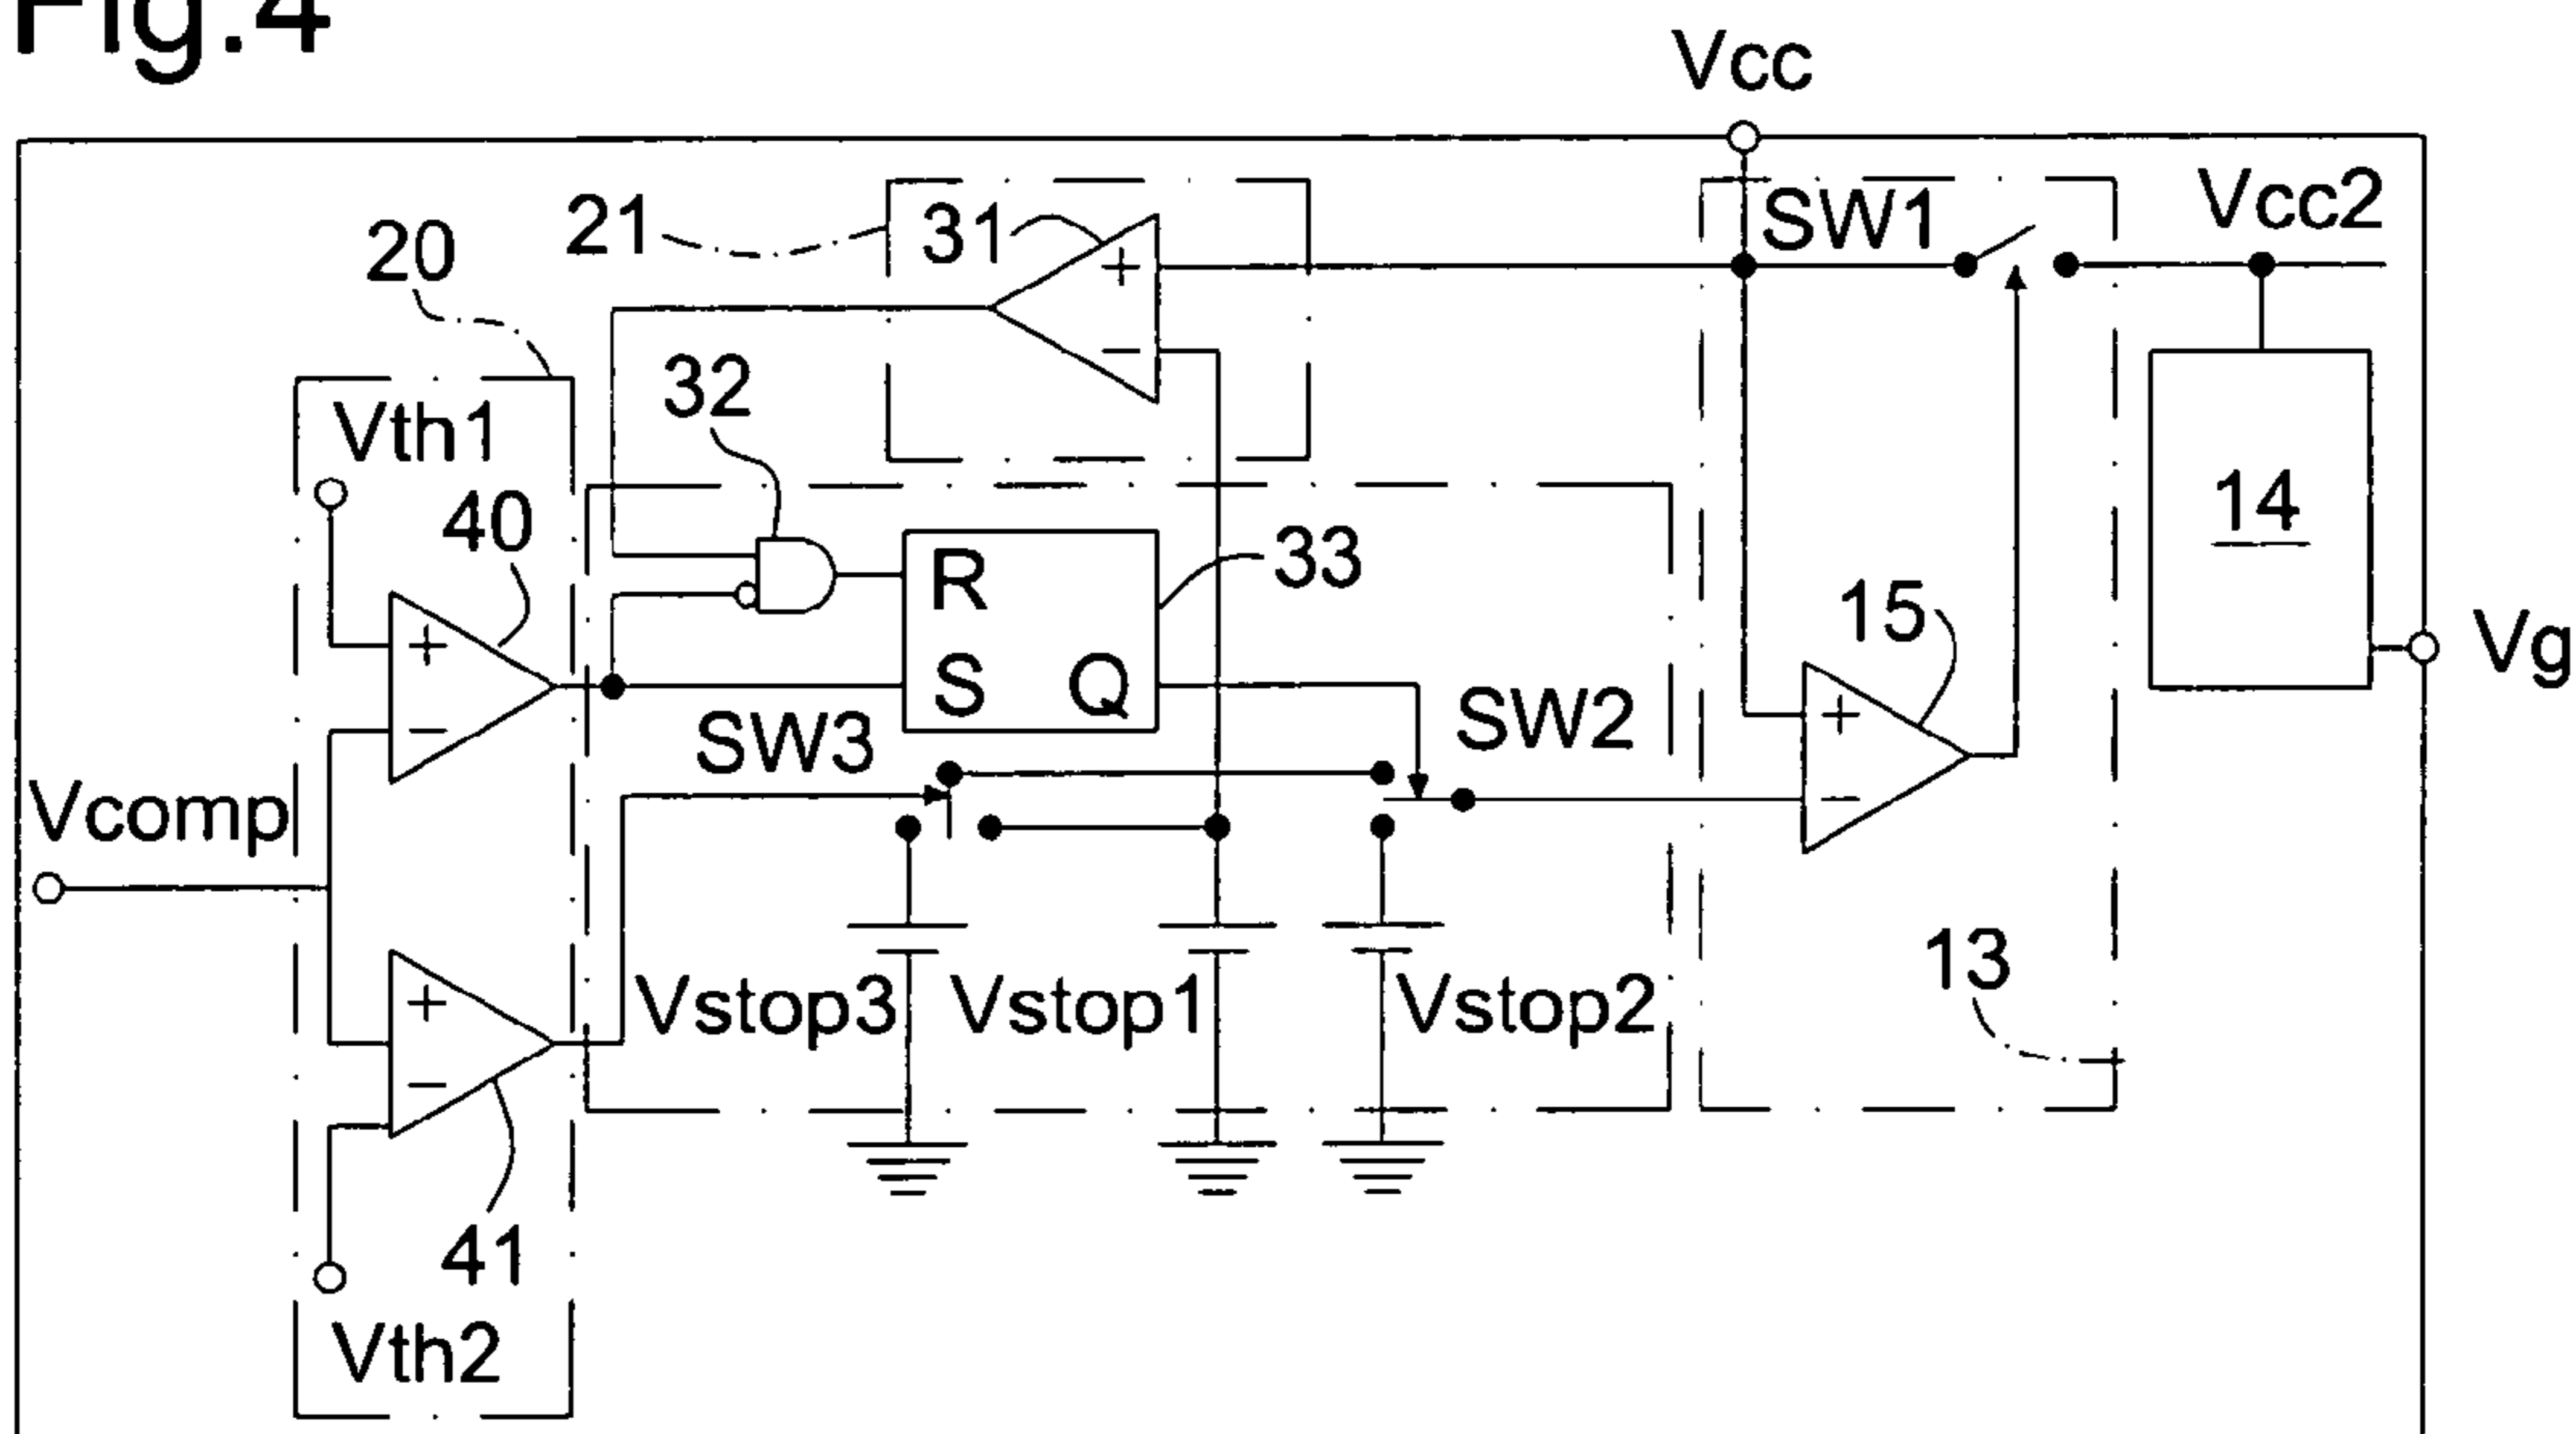 Fig.4
Vcc
21
31
SW1
Vcc2
20
32
Vth1
40
14
33
R
S
Q
15
Vg
SW3
SW2
Vcomp
+
−
+
−
+
−
+
−
Vstop3
Vstop1
Vstop2
13
41
Vth2